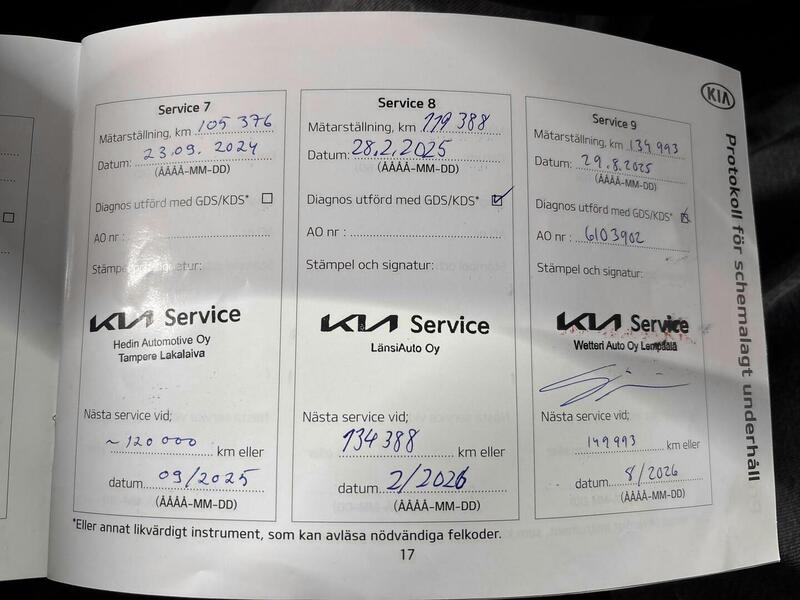 Service 7
Mätarställning, km 105 376
Datum: 23.09.2024
(ÅÅÅÅ-MM-DD)
Diagnos utförd med GDS/KDS*
AO nr :
Stämpel och signatur:
KIA Service
Hedin Automotive Oy
Tampere Lakalaiva
Nästa service vid;
~120 000 km eller
datum 09/2025
(ÅÅÅÅ-MM-DD)
Service 8
Mätarställning, km 119 388
Datum: 28.2.2025
(ÅÅÅÅ-MM-DD)
Diagnos utförd med GDS/KDS*
AO nr :
Stämpel och signatur:
KIA Service
LänsiAuto Oy
Nästa service vid;
134 388 km eller
datum 2/2026
(ÅÅÅÅ-MM-DD)
Service 9
Mätarställning, km 134 993
Datum: 29.8.2025
(ÅÅÅÅ-MM-DD)
Diagnos utförd med GDS/KDS*
AO nr : 6103902
Stämpel och signatur:
KIA Service
Wetteri Auto Oy Lempäälä
Nästa service vid;
149 993 km eller
datum 8/2026
(ÅÅÅÅ-MM-DD)
*Eller annat likvärdigt instrument, som kan avläsa nödvändiga felkoder.
17
KIA
Protokoll för schemalagt underhåll